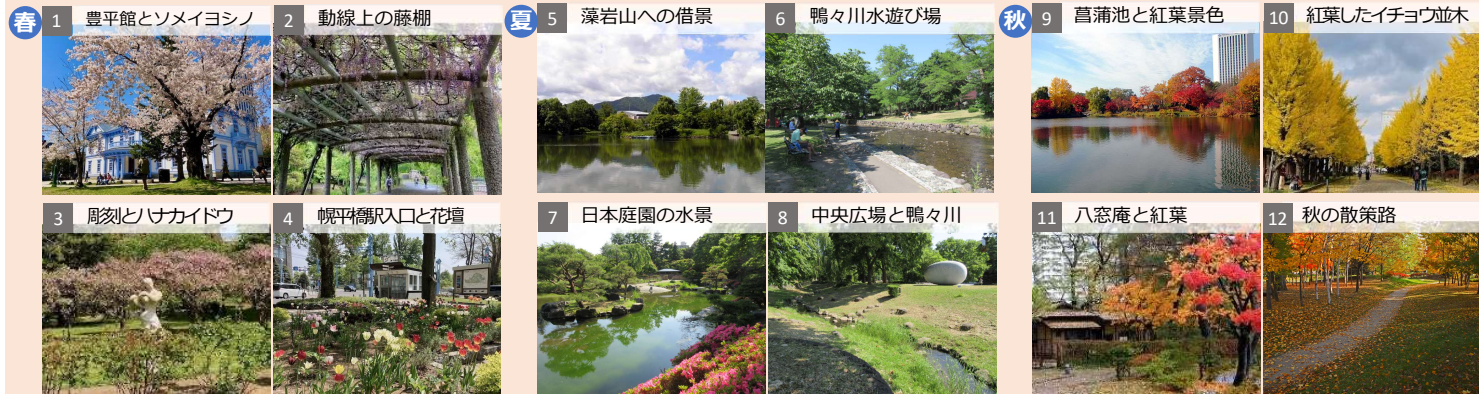 春
1 豊平館とソメイヨシノ
2 動線上の藤棚
3 彫刻とハナカイドウ
4 幌平橋駅入口と花壇
夏
5 藻岩山への借景
6 鴨々川水遊び場
7 日本庭園の水景
8 中央広場と鴨々川
秋
9 菖蒲池と紅葉景色
10 紅葉したイチョウ並木
11 八窓庵と紅葉
12 秋の散策路